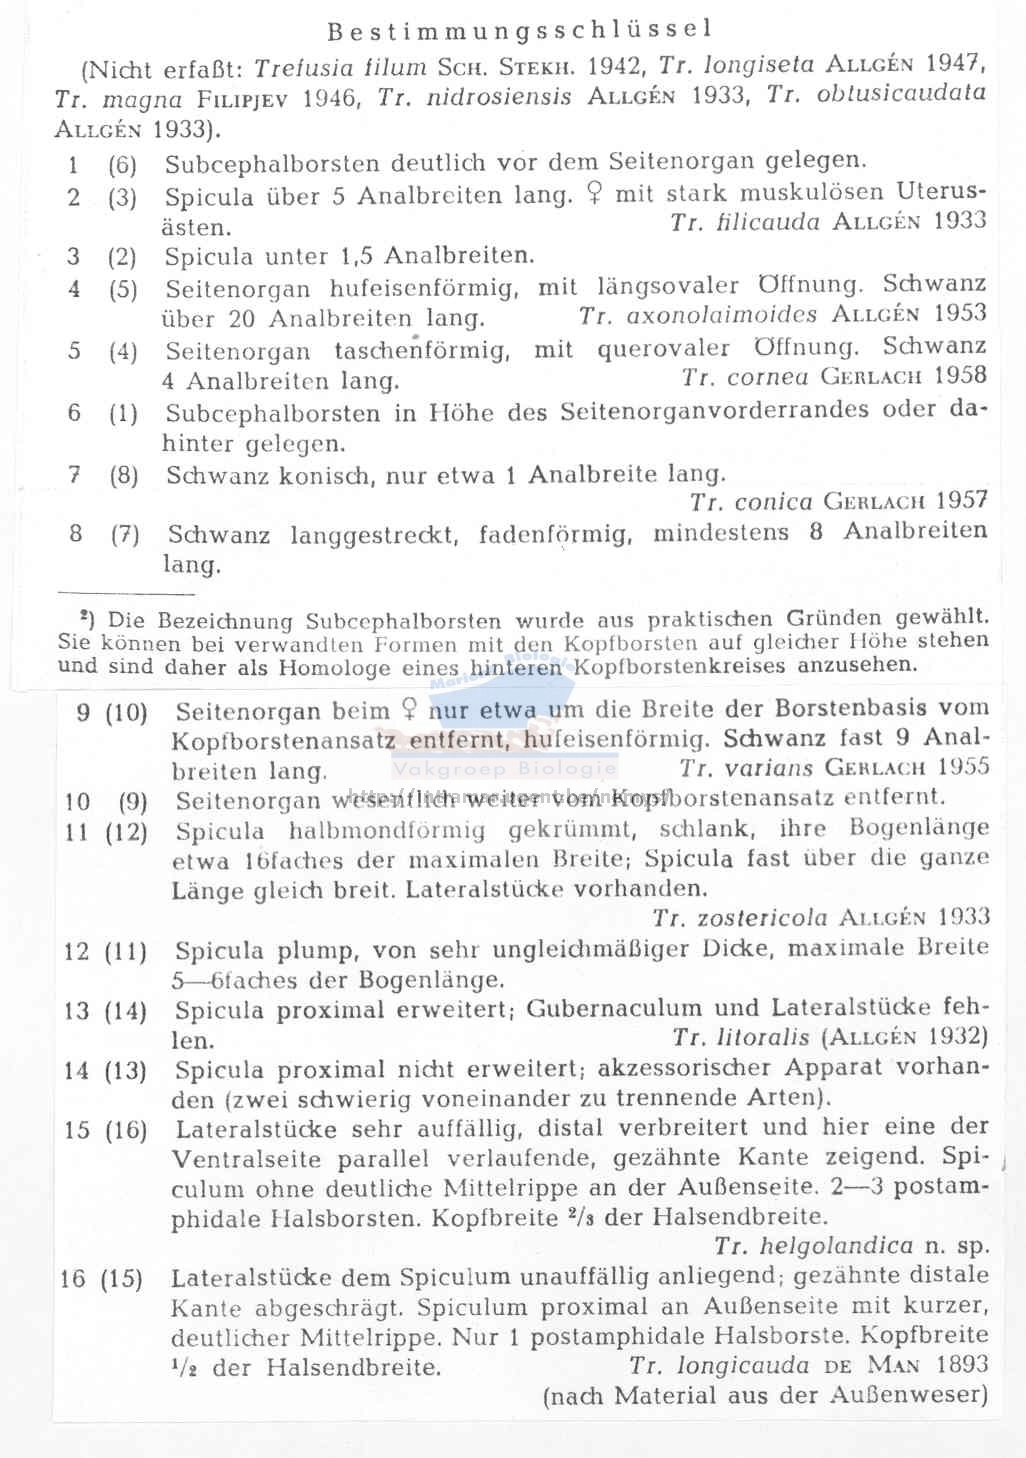 Bestimmungsschlüssel
(Nicht erfaßt: Trefusia filum Sch. Stekh. 1942, Tr. longiseta Allgén 1947,
Tr. magna Filipjev 1946, Tr. nidrosiensis Allgén 1933, Tr. obtusicaudata
Allgén 1933).
1 (6) Subcephalborsten deutlich vor dem Seitenorgan gelegen.
2 (3) Spicula über 5 Analbreiten lang. ♀ mit stark muskulösen Uterus-
ästen. Tr. filicauda Allgén 1933
3 (2) Spicula unter 1,5 Analbreiten.
4 (5) Seitenorgan hufeisenförmig, mit längsovaler Öffnung. Schwanz
über 20 Analbreiten lang. Tr. axonolaimoides Allgén 1953
5 (4) Seitenorgan taschenförmig, mit querovaler Öffnung. Schwanz
4 Analbreiten lang. Tr. cornea Gerlach 1958
6 (1) Subcephalborsten in Höhe des Seitenorganvorderrandes oder da-
hinter gelegen.
7 (8) Schwanz konisch, nur etwa 1 Analbreite lang.
Tr. conica Gerlach 1957
8 (7) Schwanz langgestreckt, fadenförmig, mindestens 8 Analbreiten
lang.
²) Die Bezeichnung Subcephalborsten wurde aus praktischen Gründen gewählt.
Sie können bei verwandten Formen mit den Kopfborsten auf gleicher Höhe stehen
und sind daher als Homologe eines hinteren Kopfborstenkreises anzusehen.
Mariene Biologie
9 (10) Seitenorgan beim ♀ nur etwa um die Breite der Borstenbasis vom
Kopfborstenansatz entfernt, hufeisenförmig. Schwanz fast 9 Anal-
breiten lang. Tr. varians Gerlach 1955
Vakgroep Biologie
10 (9) Seitenorgan wesentlich weiter vom Kopfborstenansatz entfernt.
11 (12) Spicula halbmondförmig gekrümmt, schlank, ihre Bogenlänge
etwa 16faches der maximalen Breite; Spicula fast über die ganze
Länge gleich breit. Lateralstücke vorhanden.
Tr. zostericola Allgén 1933
12 (11) Spicula plump, von sehr ungleichmäßiger Dicke, maximale Breite
5—6faches der Bogenlänge.
13 (14) Spicula proximal erweitert; Gubernaculum und Lateralstücke feh-
len. Tr. litoralis (Allgén 1932)
14 (13) Spicula proximal nicht erweitert; akzessorischer Apparat vorhan-
den (zwei schwierig voneinander zu trennende Arten).
15 (16) Lateralstücke sehr auffällig, distal verbreitert und hier eine der
Ventralseite parallel verlaufende, gezähnte Kante zeigend. Spi-
culum ohne deutliche Mittelrippe an der Außenseite. 2—3 postam-
phidale Halsborsten. Kopfbreite ²/₃ der Halsendbreite.
Tr. helgolandica n. sp.
16 (15) Lateralstücke dem Spiculum unauffällig anliegend; gezähnte distale
Kante abgeschrägt. Spiculum proximal an Außenseite mit kurzer,
deutlicher Mittelrippe. Nur 1 postamphidale Halsborste. Kopfbreite
¹/₂ der Halsendbreite. Tr. longicauda de Man 1893
(nach Material aus der Außenweser)